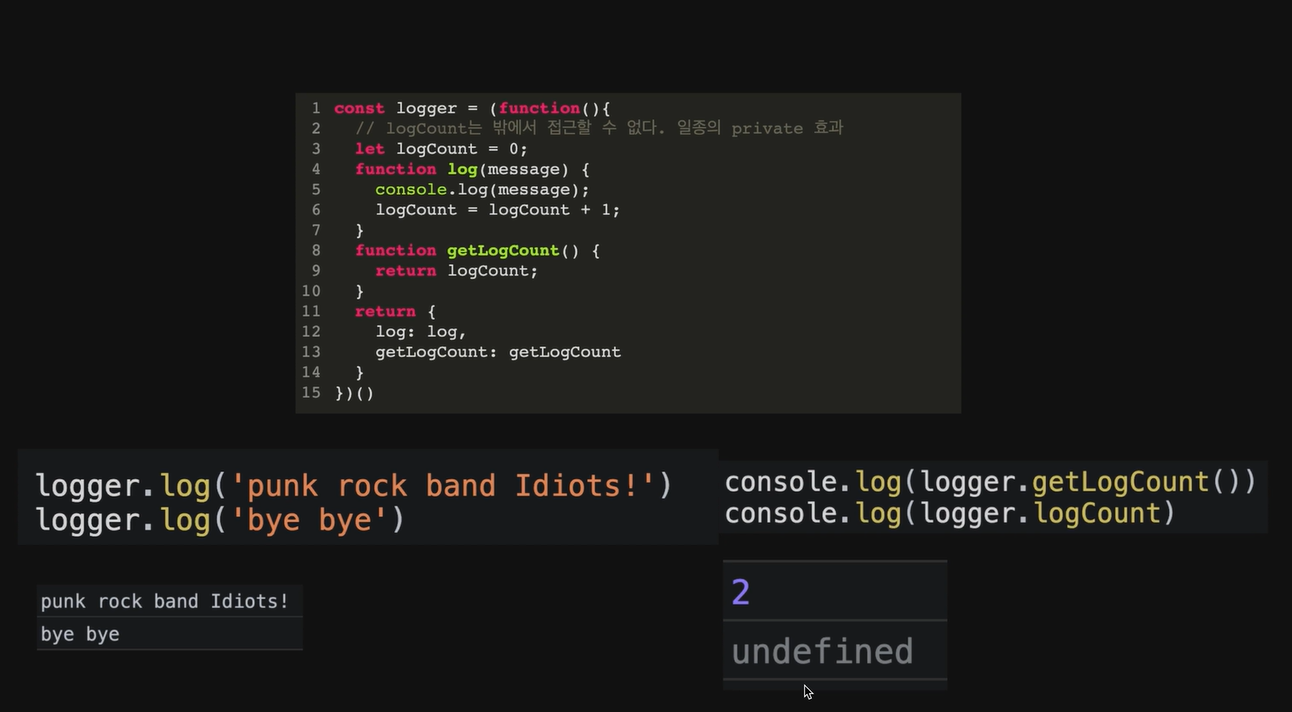 1 const logger = (function(){
2 // logCount는 밖에서 접근할 수 없다. 일종의 private 효과
3 let logCount = 0;
4 function log(message) {
5 console.log(message);
6 logCount = logCount + 1;
7 }
8 function getLogCount() {
9 return logCount;
10 }
11 return {
12 log: log,
13 getLogCount: getLogCount
14 }
15 })()
logger.log('punk rock band Idiots!')
logger.log('bye bye')
punk rock band Idiots!
bye bye
console.log(logger.getLogCount())
console.log(logger.logCount)
2
undefined